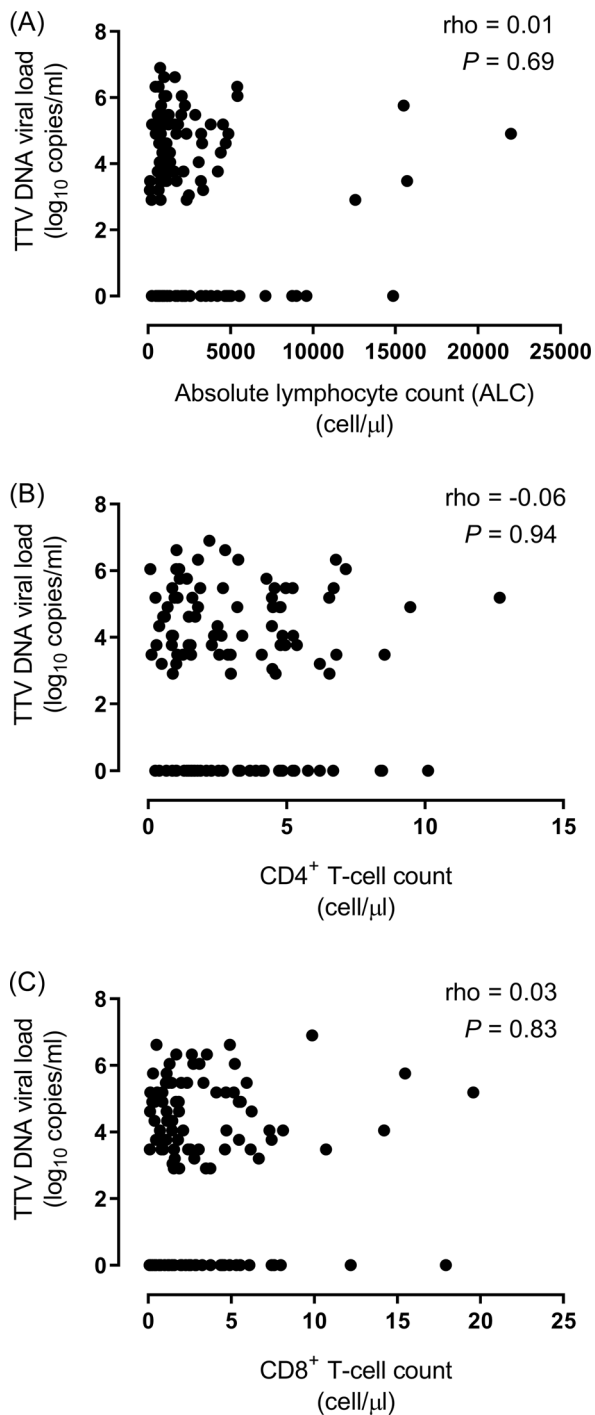 (A)
rho = 0.01
P = 0.69
TTV DNA viral load
(log10 copies/ml)
8
6
4
2
0
0 5000 10000 15000 20000 25000
Absolute lymphocyte count (ALC)
(cell/μl)
(B)
rho = -0.06
P = 0.94
TTV DNA viral load
(log10 copies/ml)
8
6
4
2
0
0 5 10 15
CD4+ T-cell count
(cell/μl)
(C)
rho = 0.03
P = 0.83
TTV DNA viral load
(log10 copies/ml)
8
6
4
2
0
0 5 10 15 20 25
CD8+ T-cell count
(cell/μl)